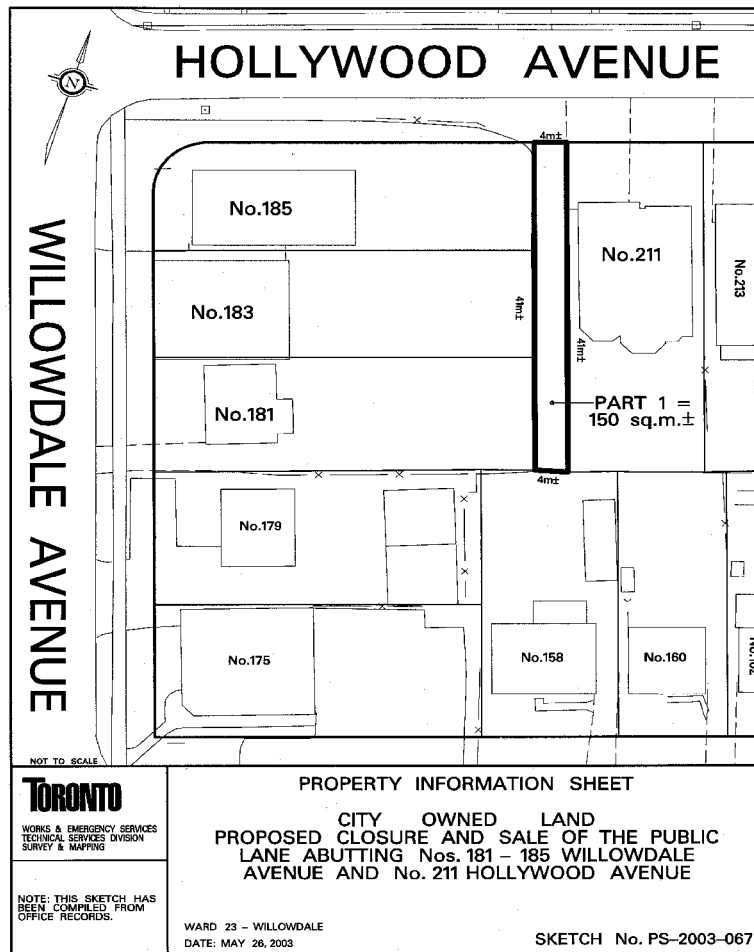 HOLLYWOOD AVENUE
N
WILLOWDALE AVENUE
4m±
No.185
No.211
No.213
No.183
41m±
41m±
No.181
PART 1 =
150 sq.m.±
4m±
No.179
No.175
No.158
No.160
NOT TO SCALE
TORONTO
WORKS & EMERGENCY SERVICES
TECHNICAL SERVICES DIVISION
SURVEY & MAPPING
NOTE: THIS SKETCH HAS
BEEN COMPILED FROM
OFFICE RECORDS.
PROPERTY INFORMATION SHEET
CITY OWNED LAND
PROPOSED CLOSURE AND SALE OF THE PUBLIC
LANE ABUTTING Nos. 181 – 185 WILLOWDALE
AVENUE AND No. 211 HOLLYWOOD AVENUE
WARD 23 – WILLOWDALE
DATE: MAY 26, 2003
SKETCH No. PS–2003–067